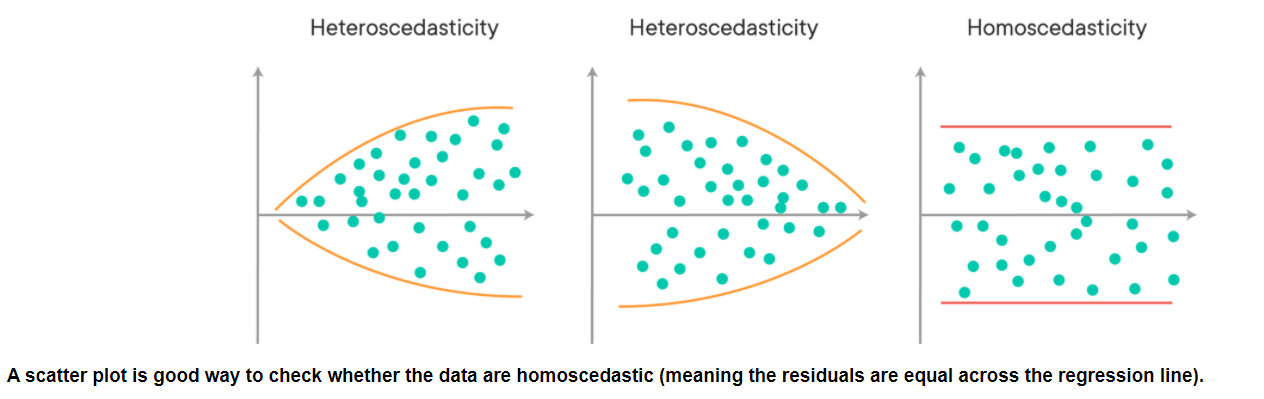 Heteroscedasticity Heteroscedasticity Homoscedasticity
A scatter plot is good way to check whether the data are homoscedastic (meaning the residuals are equal across the regression line).